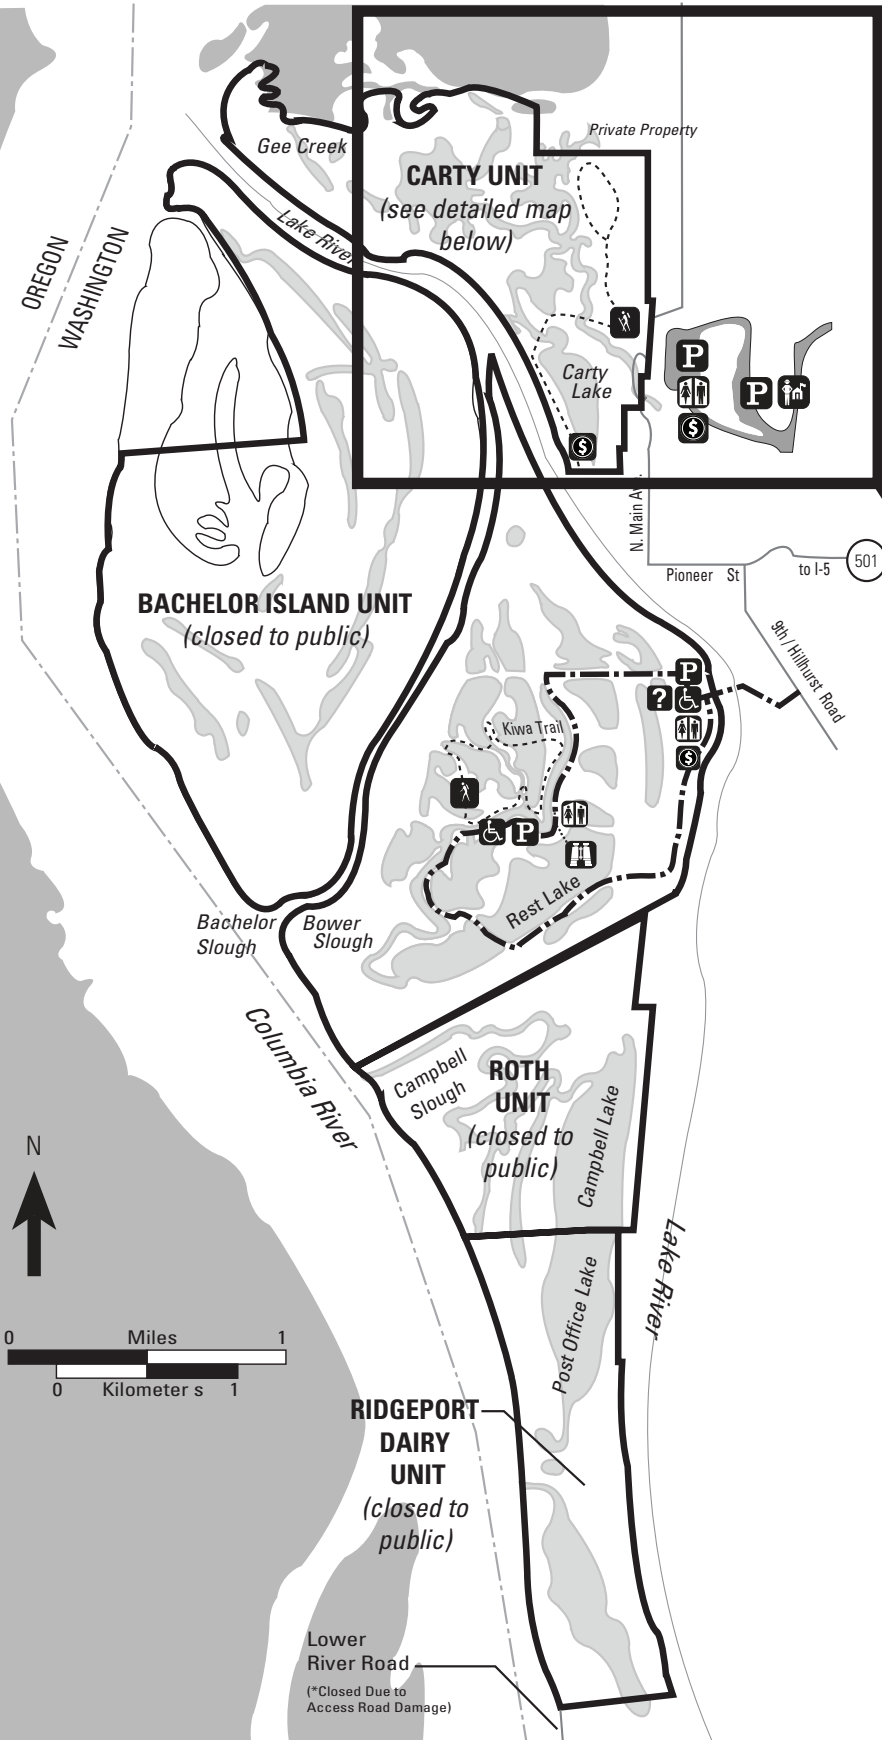 Private Property
Gee Creek
CARTY UNIT
(see detailed map
below)
Lake River
OREGON
WASHINGTON
P
P
$
Carty
Lake
$
N. Main Ave.
Pioneer St
to I-5
501
BACHELOR ISLAND UNIT
(closed to public)
9th / Hillhurst Road
P
?
$
Kiwa Trail
P
Rest Lake
Bachelor
Slough
Bower
Slough
Columbia River
Campbell
Slough
ROTH
UNIT
(closed to
public)
Campbell Lake
N
Lake River
Post Office Lake
0 Miles 1
0 Kilometer s 1
RIDGEPORT
DAIRY
UNIT
(closed to
public)
Lower
River Road
(*Closed Due to
Access Road Damage)